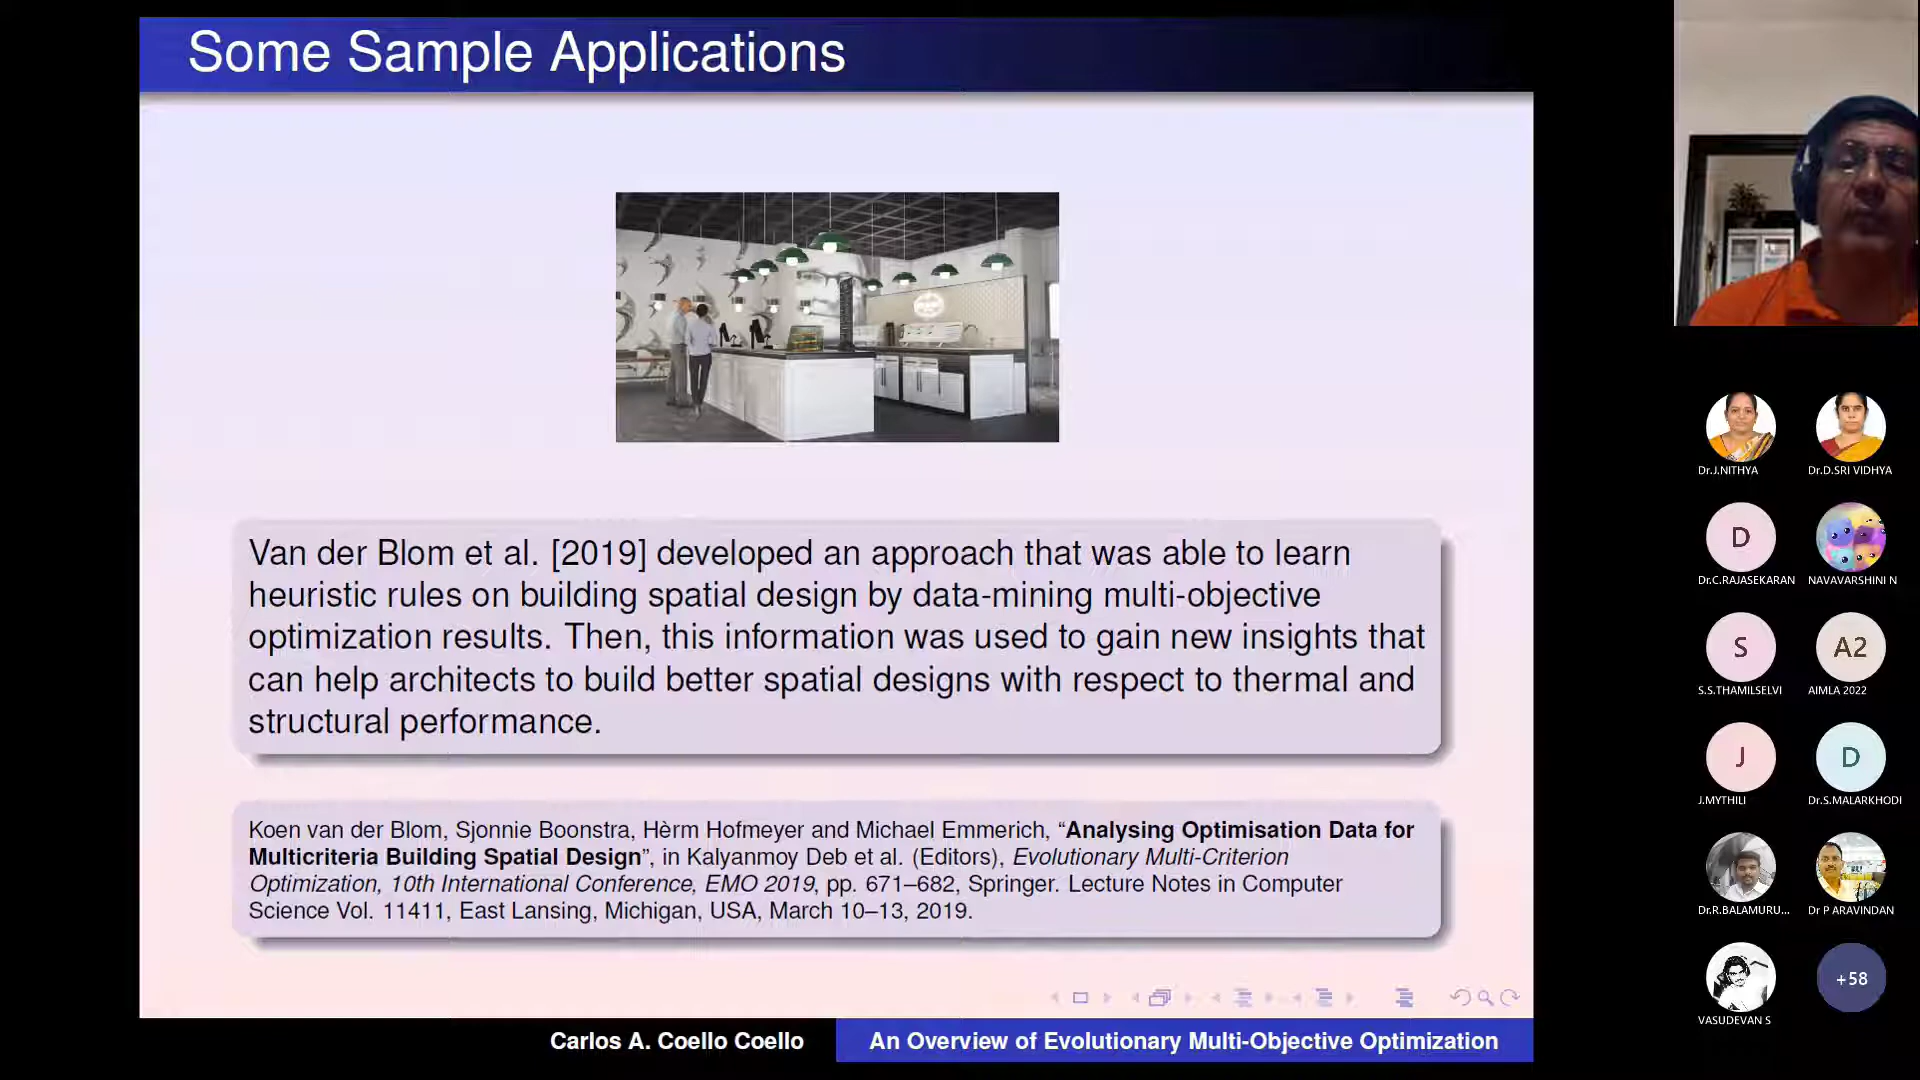 Some Sample Applications
Van der Blom et al. [2019] developed an approach that was able to learn
heuristic rules on building spatial design by data-mining multi-objective
optimization results. Then, this information was used to gain new insights that
can help architects to build better spatial designs with respect to thermal and
structural performance.
Koen van der Blom, Sjonnie Boonstra, Hèrm Hofmeyer and Michael Emmerich, “Analysing Optimisation Data for
Multicriteria Building Spatial Design”, in Kalyanmoy Deb et al. (Editors), Evolutionary Multi-Criterion
Optimization, 10th International Conference, EMO 2019, pp. 671–682, Springer. Lecture Notes in Computer
Science Vol. 11411, East Lansing, Michigan, USA, March 10–13, 2019.
Carlos A. Coello Coello
An Overview of Evolutionary Multi-Objective Optimization
Dr.J.NITHYA
Dr.D.SRI VIDHYA
D
Dr.C.RAJASEKARAN
NAVAVARSHINI N
S
A2
S.S.THAMILSELVI
AIMLA 2022
J
D
J.MYTHILI
Dr.S.MALARKHODI
Dr.R.BALAMURU...
Dr P ARAVINDAN
+58
VASUDEVAN S